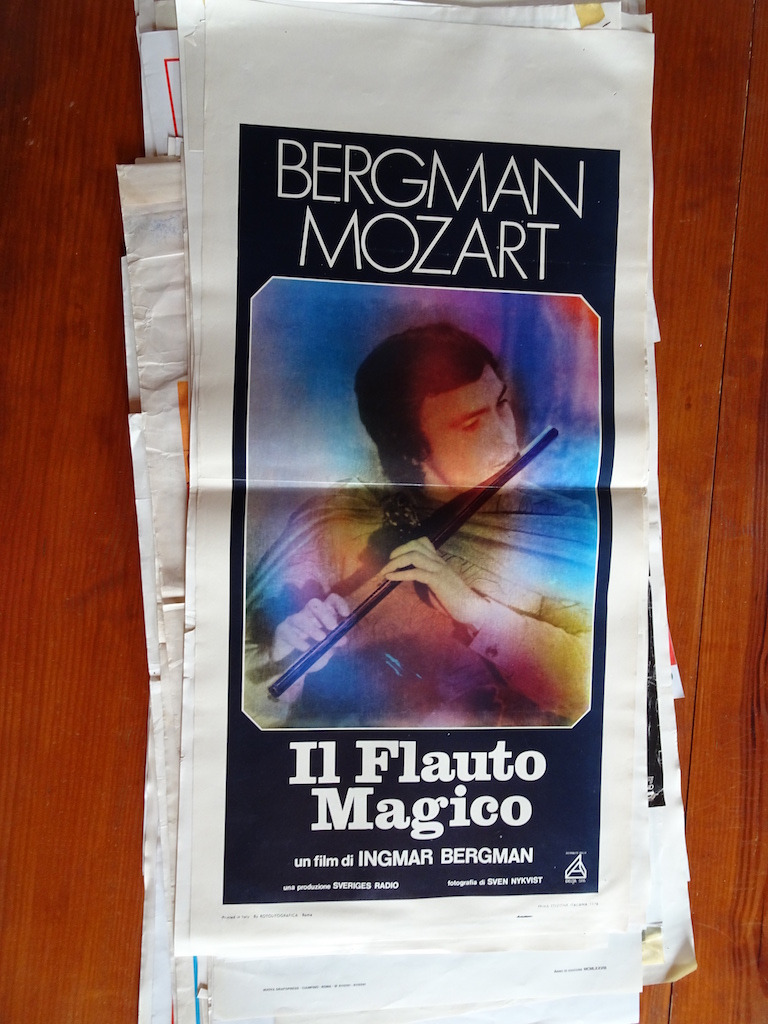 BERGMAN
MOZART
Il Flauto
Magico
un film di INGMAR BERGMAN
una produzione SVERIGES RADIO
fotografia di SVEN NYKVIST